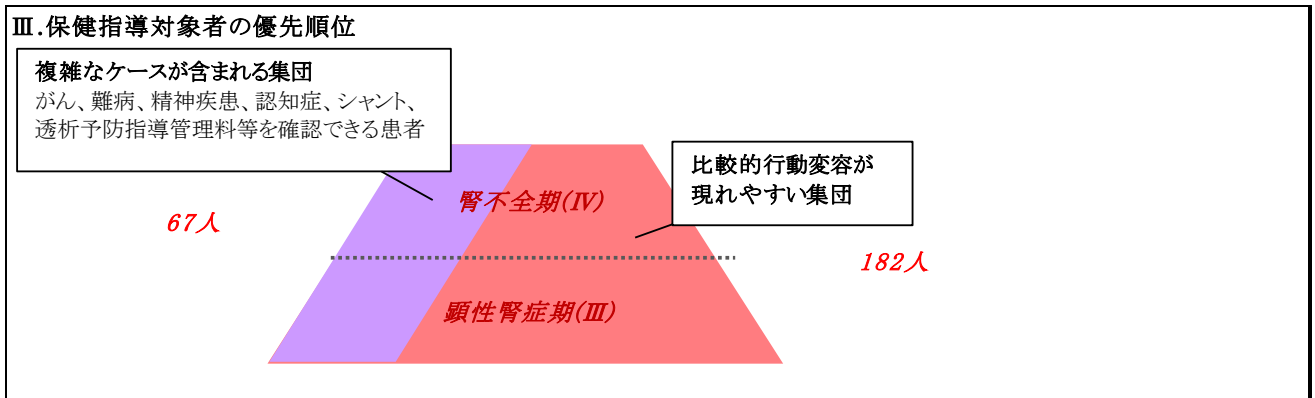 Ⅲ.保健指導対象者の優先順位
複雑なケースが含まれる集団
がん、難病、精神疾患、認知症、シャント、
透析予防指導管理料等を確認できる患者
比較的行動変容が
現れやすい集団
腎不全期(Ⅳ)
67人
182人
顕性腎症期(Ⅲ)